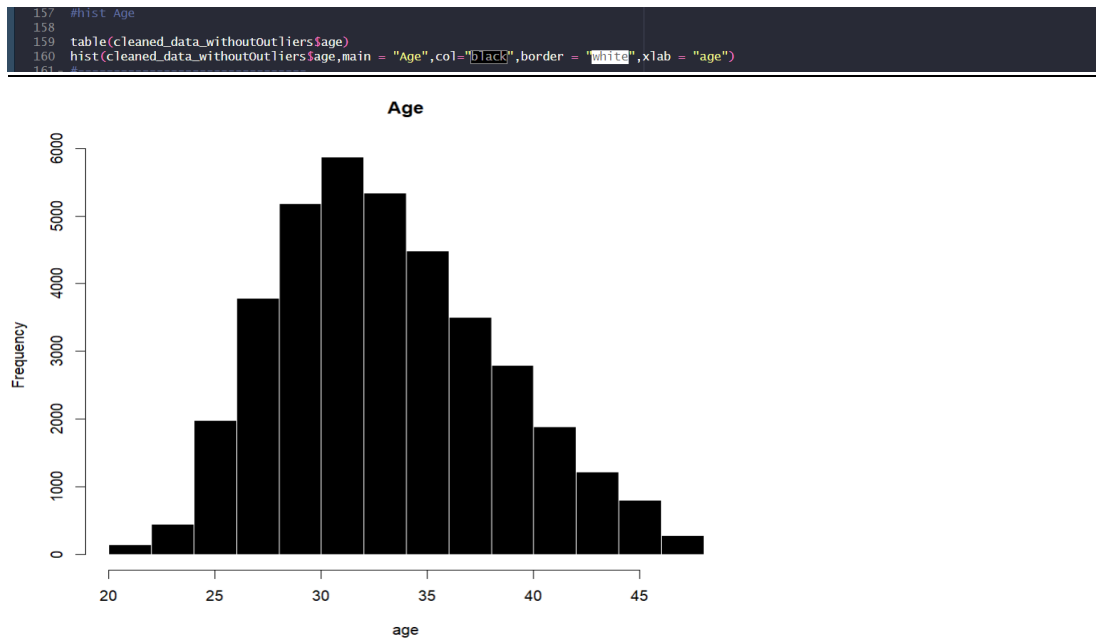 157 #hist Age
158
159 table(cleaned_data_withoutOutliers$age)
160 hist(cleaned_data_withoutOutliers$age,main = "Age",col="black",border = "white",xlab = "age")
161 #
Age
6000
5000
4000
3000
2000
1000
0
Frequency
20 25 30 35 40 45
age